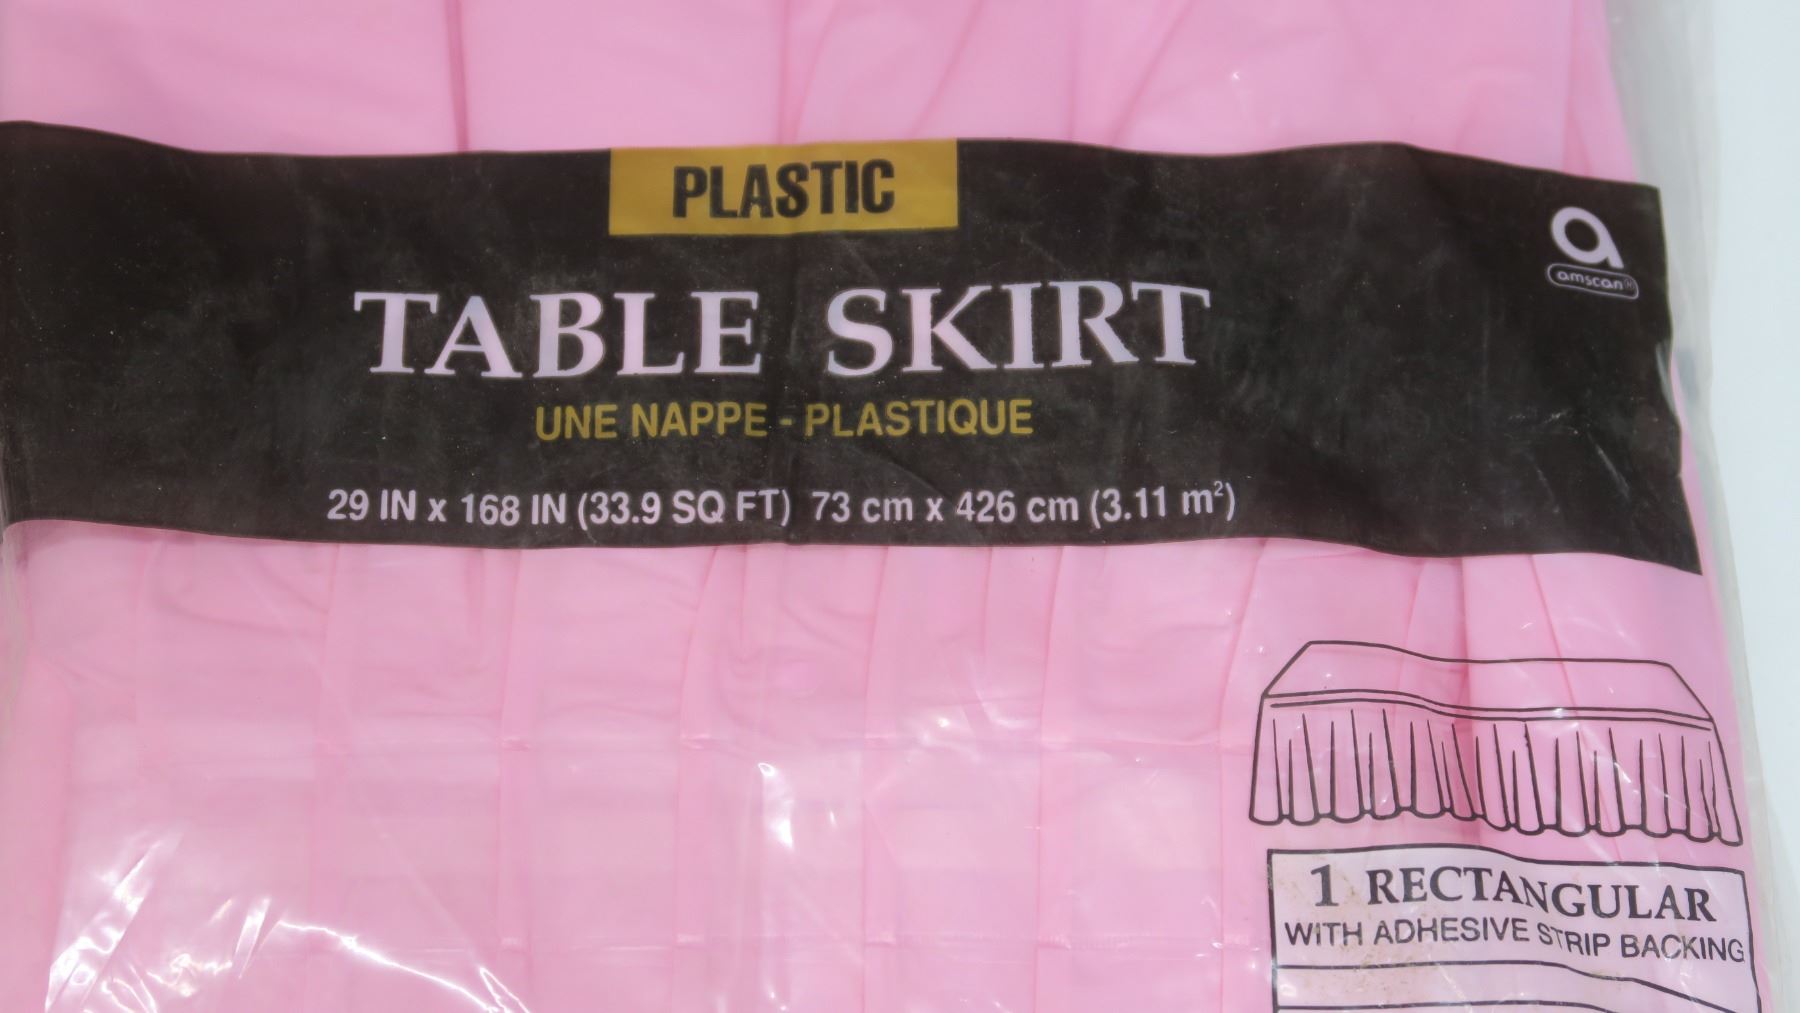 PLASTIC
a
amscan®
TABLE SKIRT
UNE NAPPE - PLASTIQUE
29 IN x 168 IN (33.9 SQ FT) 73 cm x 426 cm (3.11 m²)
1 RECTANGULAR
WITH ADHESIVE STRIP BACKING